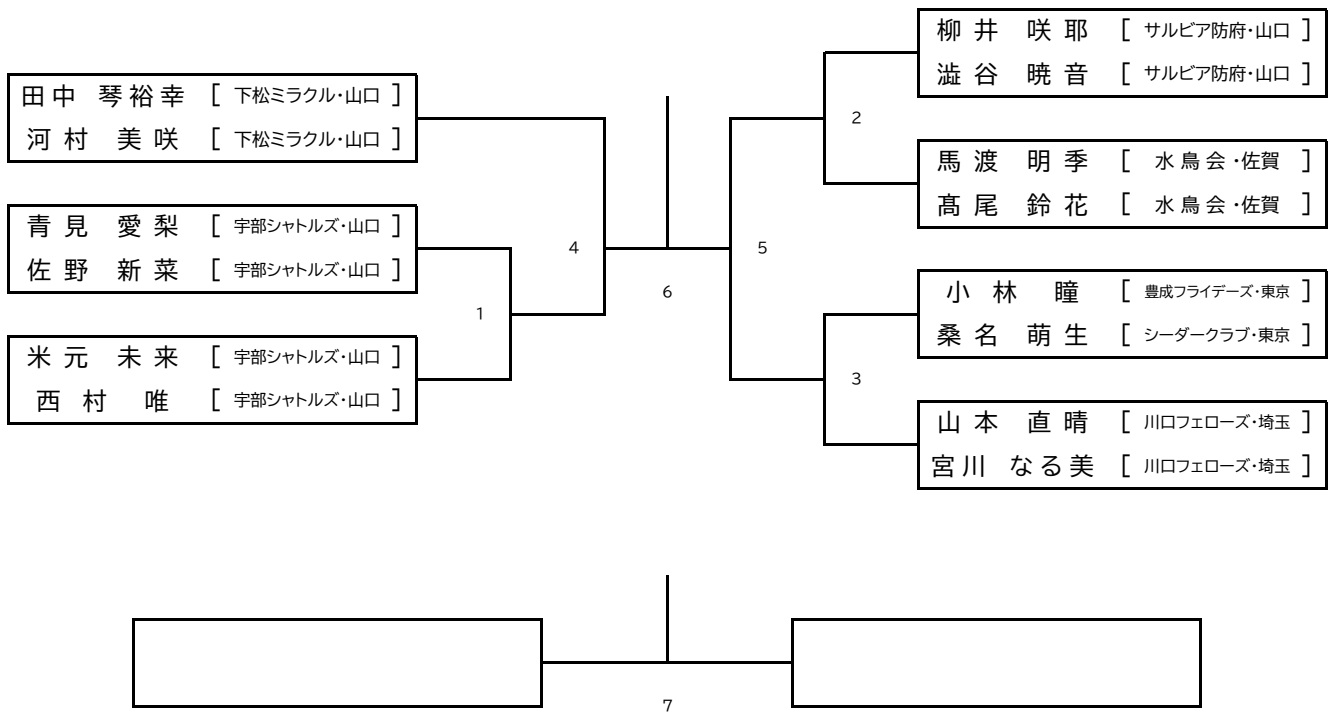 田中 琴裕幸 [ 下松ミラクル・山口 ]
河村 美咲 [ 下松ミラクル・山口 ]
青見 愛梨 [ 宇部シャトルズ・山口 ]
佐野 新菜 [ 宇部シャトルズ・山口 ]
米元 未来 [ 宇部シャトルズ・山口 ]
西村 唯 [ 宇部シャトルズ・山口 ]
1
4
6
5
2
3
柳井 咲耶 [ サルビア防府・山口 ]
澁谷 暁音 [ サルビア防府・山口 ]
馬渡 明季 [ 水鳥会・佐賀 ]
髙尾 鈴花 [ 水鳥会・佐賀 ]
小林 瞳 [ 豊成フライデーズ・東京 ]
桑名 萌生 [ シーダークラブ・東京 ]
山本 直晴 [ 川口フェローズ・埼玉 ]
宮川 なる美 [ 川口フェローズ・埼玉 ]
7